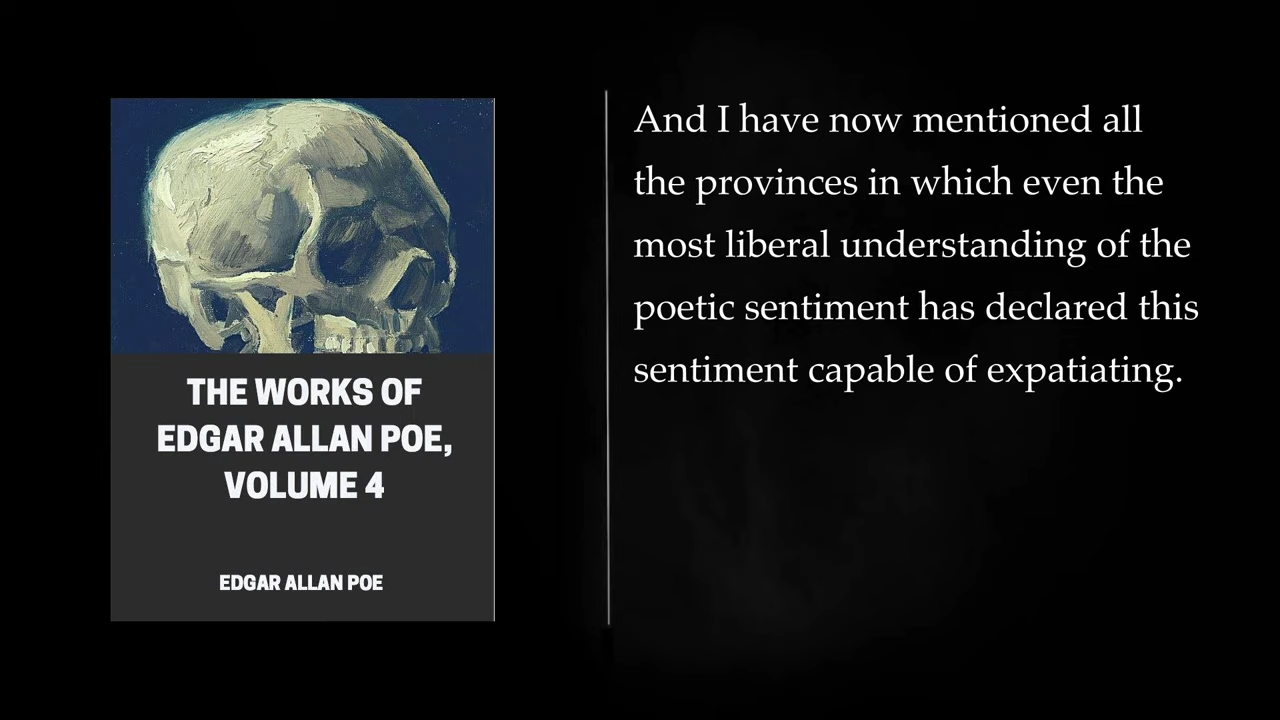 THE WORKS OF
EDGAR ALLAN POE,
VOLUME 4
EDGAR ALLAN POE
And I have now mentioned all
the provinces in which even the
most liberal understanding of the
poetic sentiment has declared this
sentiment capable of expatiating.